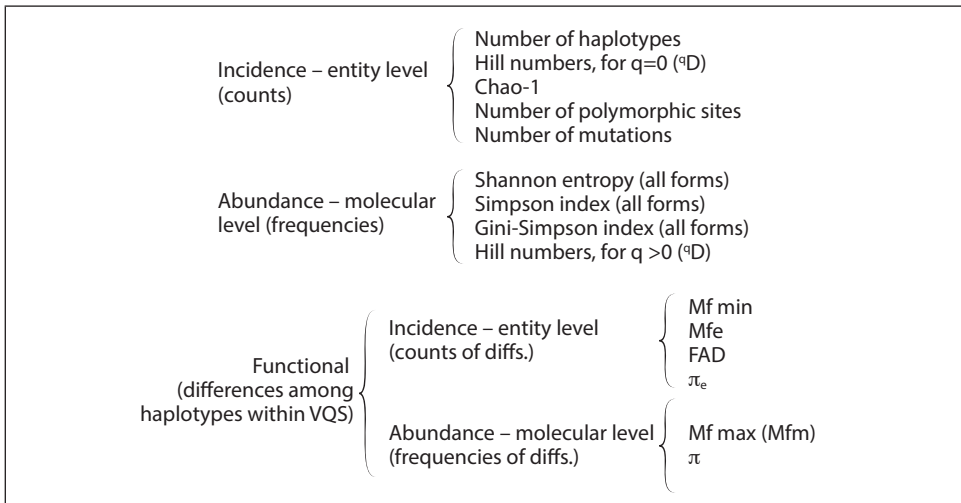 Incidence – entity level
(counts)
Number of haplotypes
Hill numbers, for q=0 (qD)
Chao-1
Number of polymorphic sites
Number of mutations
Abundance – molecular
level (frequencies)
Shannon entropy (all forms)
Simpson index (all forms)
Gini-Simpson index (all forms)
Hill numbers, for q >0 (qD)
Functional
(differences among
haplotypes within VQS)
Incidence – entity level
(counts of diffs.)
Mf min
Mfe
FAD
πe
Abundance – molecular level
(frequencies of diffs.)
Mf max (Mfm)
π